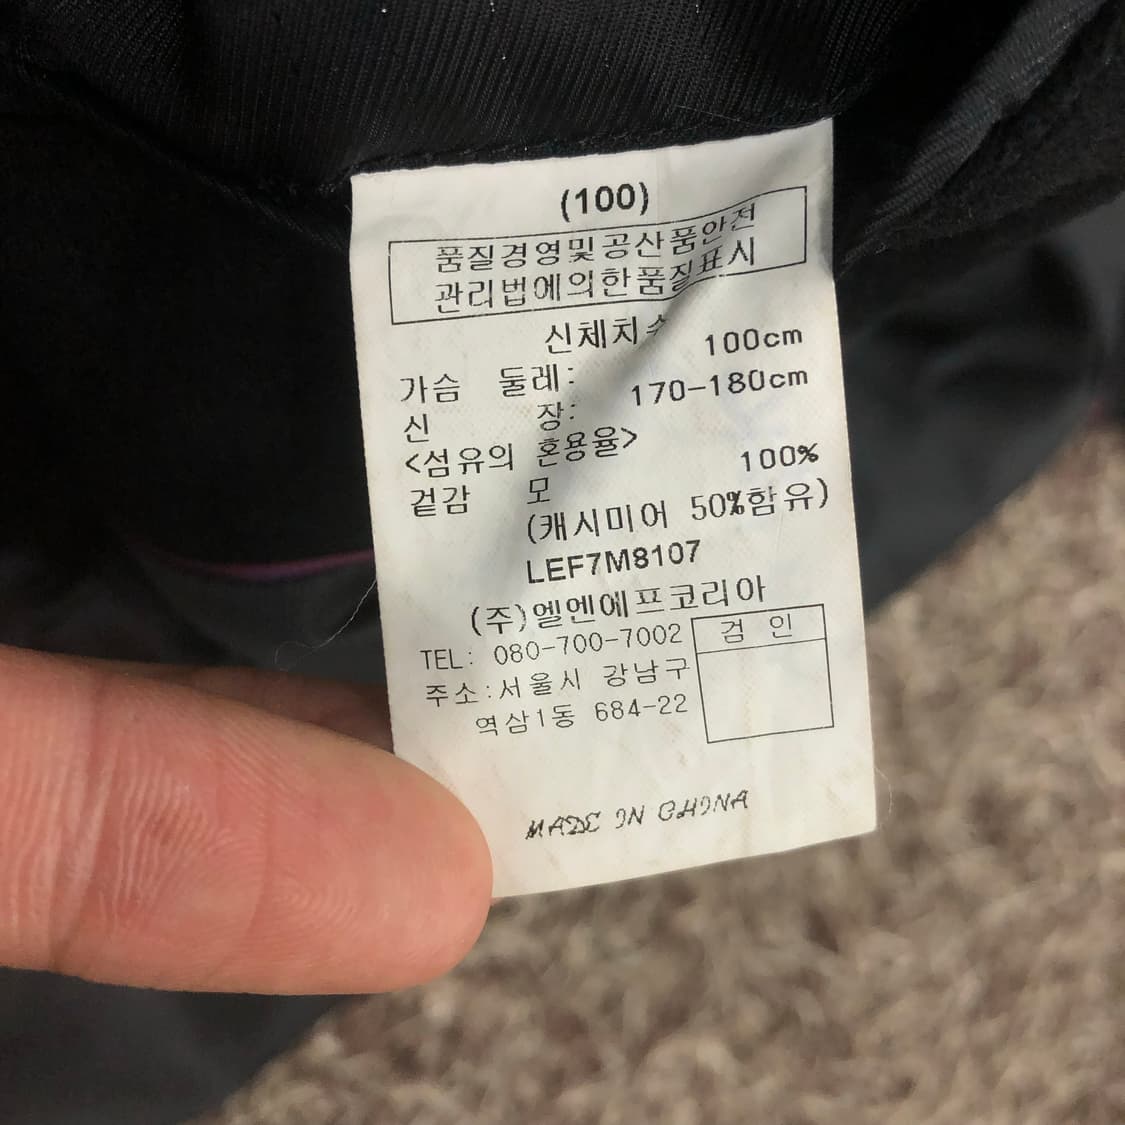 (100)
품질경영및공산품안전
관리법에의한품질표시
신체치수
가슴 둘레: 100cm
신 장: 170-180cm
<섬유의 혼용율>
겉감 모 100%
(캐시미어 50%함유)
LEF7M8107
(주)엘엔에프코리아
TEL: 080-700-7002
주소:서울시 강남구
역삼1동 684-22
검 인
MADE IN CHINA